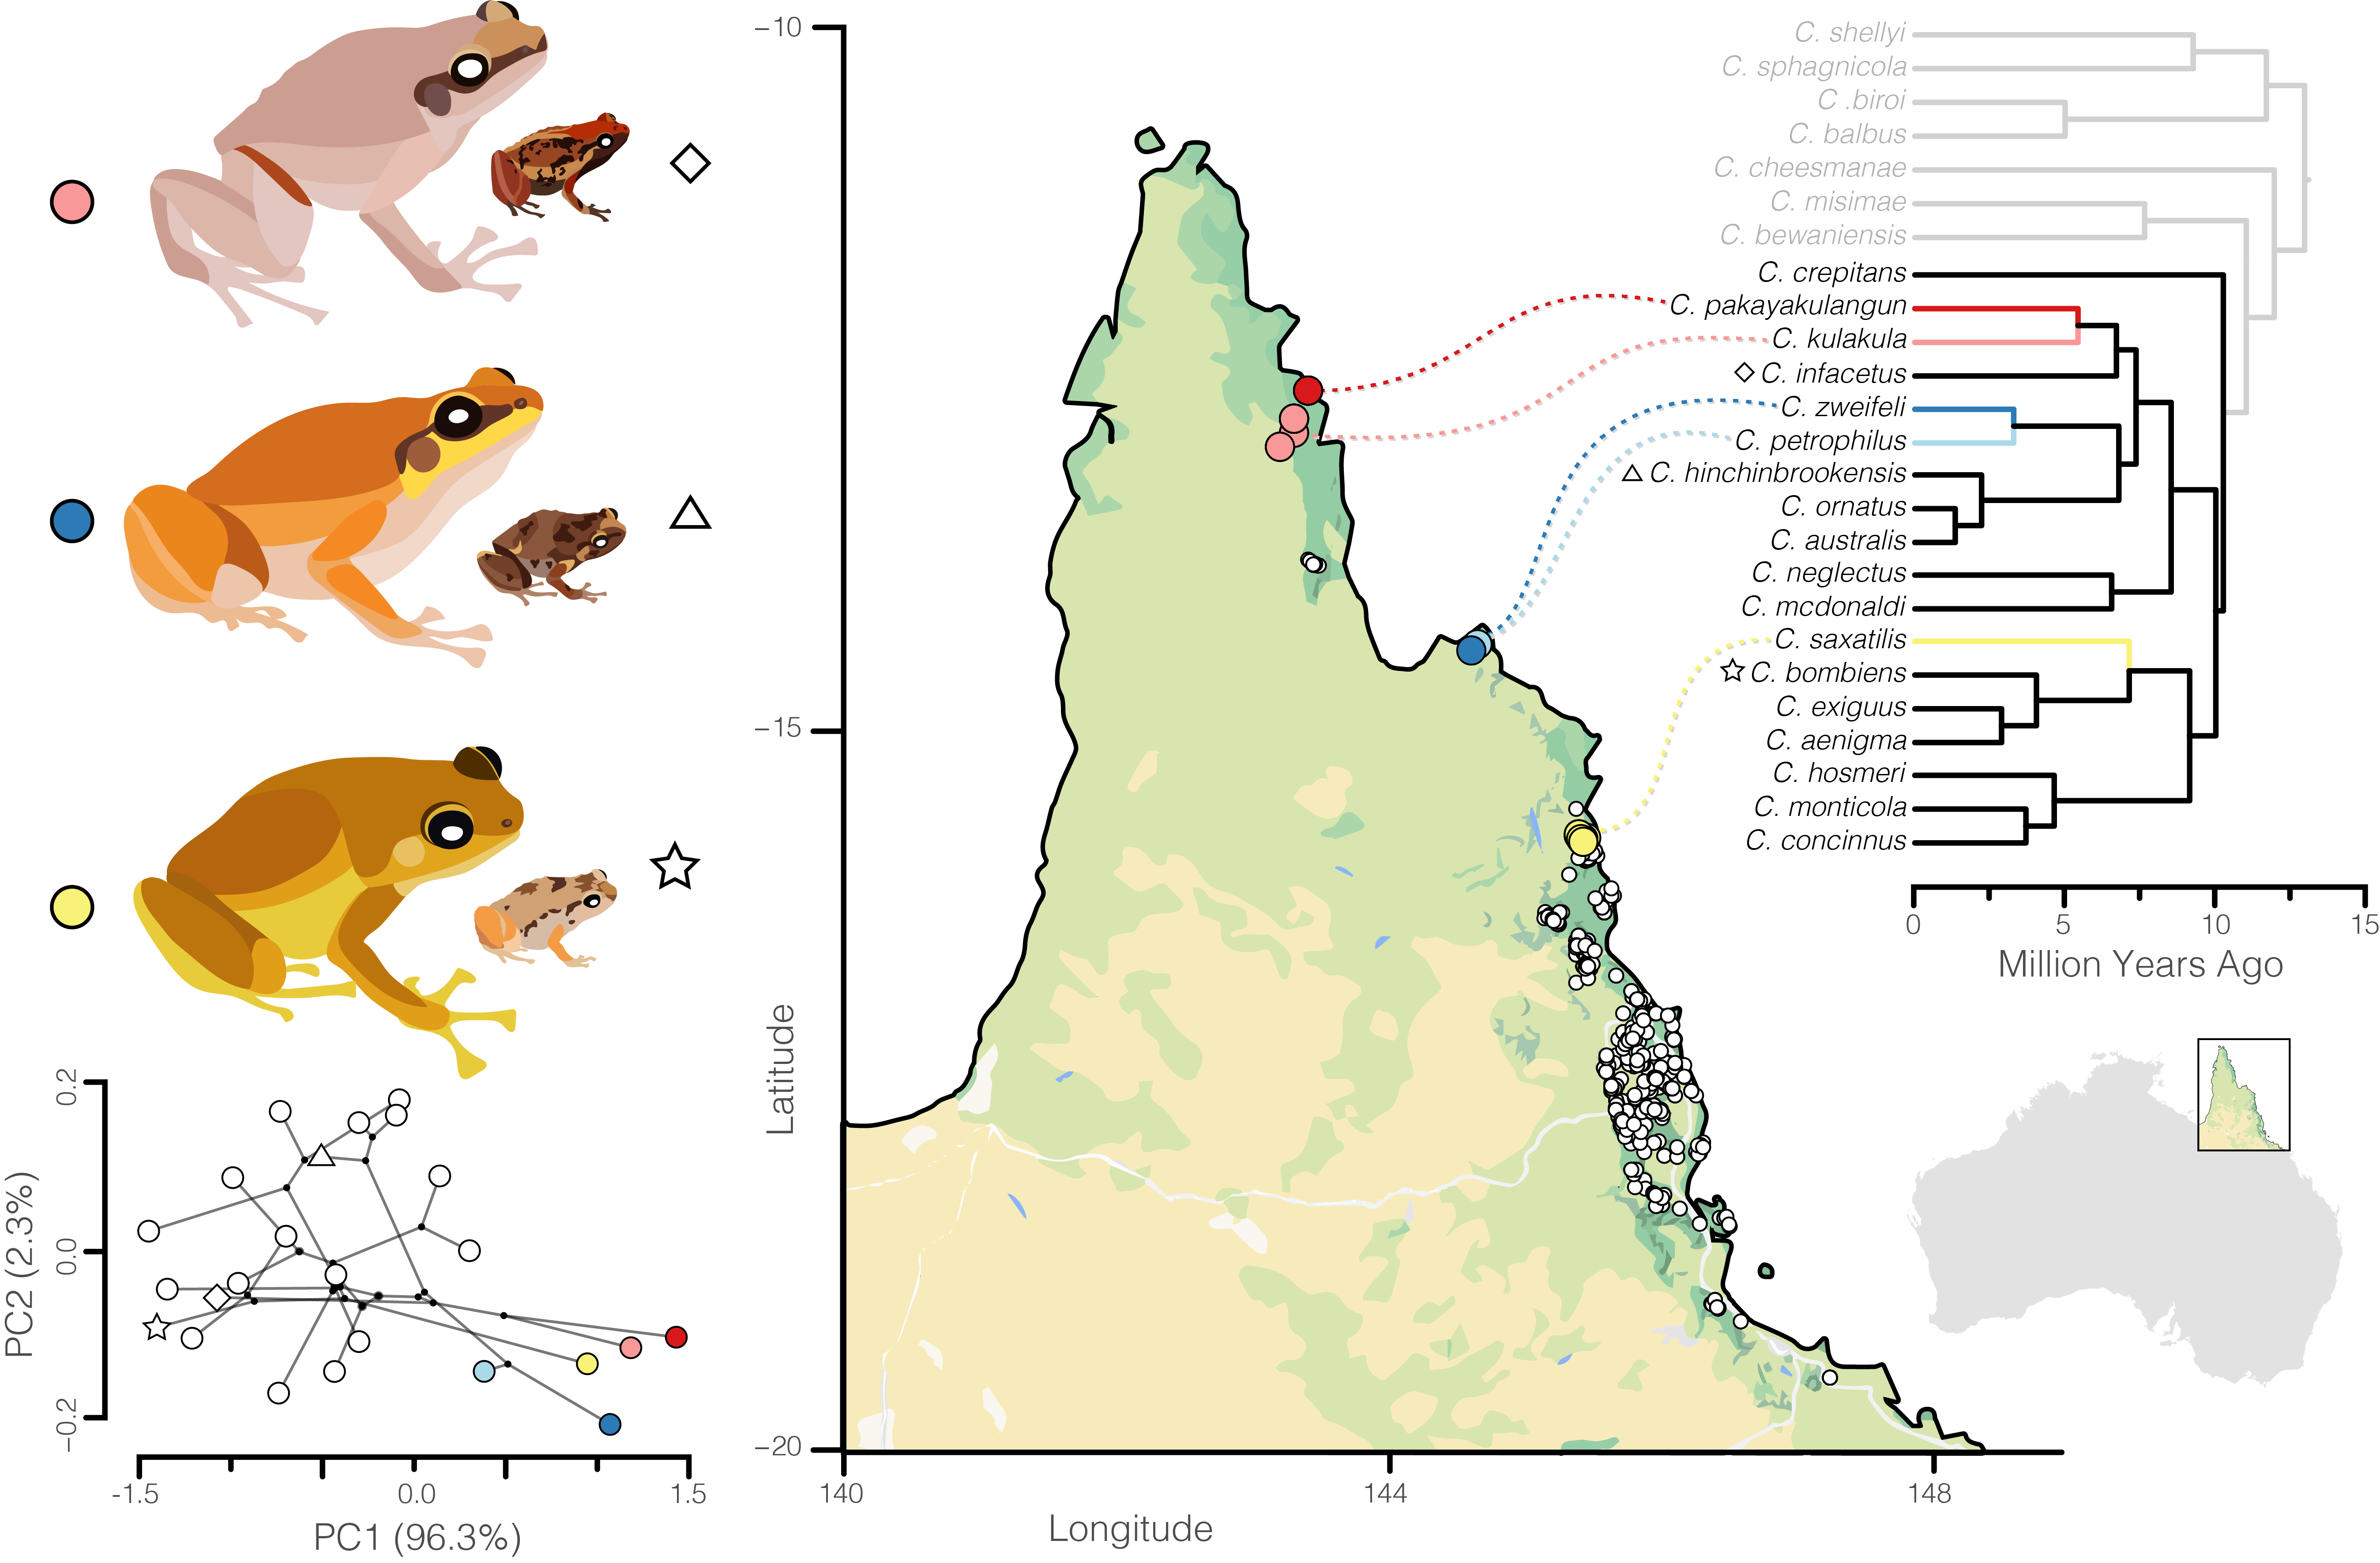 −10
−15
−20
Latitude
140
144
148
Longitude
C. shellyi
C. sphagnicola
C .biroi
C. balbus
C. cheesmanae
C. misimae
C. bewaniensis
C. crepitans
C. pakayakulangun
C. kulakula
C. infacetus
C. zweifeli
C. petrophilus
C. hinchinbrookensis
C. ornatus
C. australis
C. neglectus
C. mcdonaldi
C. saxatilis
C. bombiens
C. exiguus
C. aenigma
C. hosmeri
C. monticola
C. concinnus
0 5 10 15
Million Years Ago
0.2
0.0
−0.2
PC2 (2.3%)
-1.5 0.0 1.5
PC1 (96.3%)